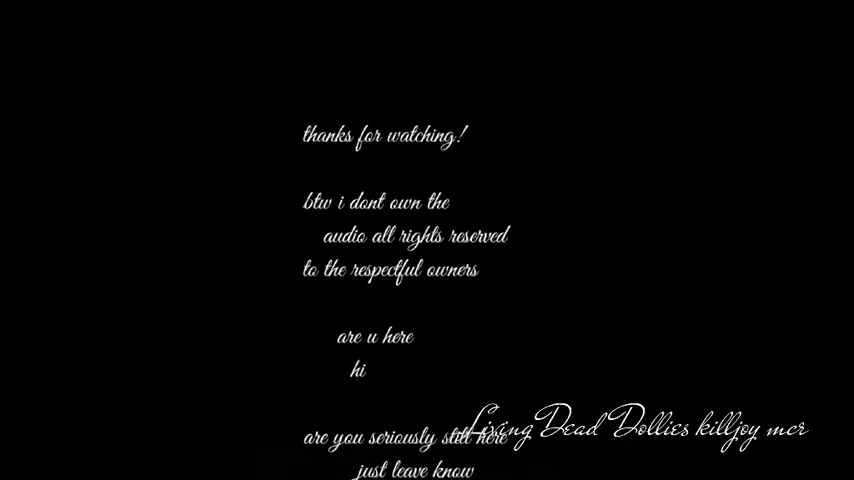 thanks for watching!
btw i dont own the
audio all rights reserved
to the respectful owners
are u here
hi
are you seriously still here
Living Dead Dollies killjoy mcr
just leave know